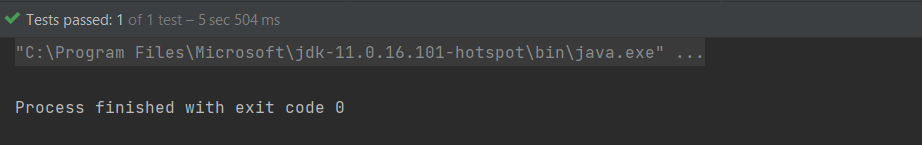 Tests passed: 1 of 1 test – 5 sec 504 ms
"C:\Program Files\Microsoft\jdk-11.0.16.101-hotspot\bin\java.exe" ...
Process finished with exit code 0